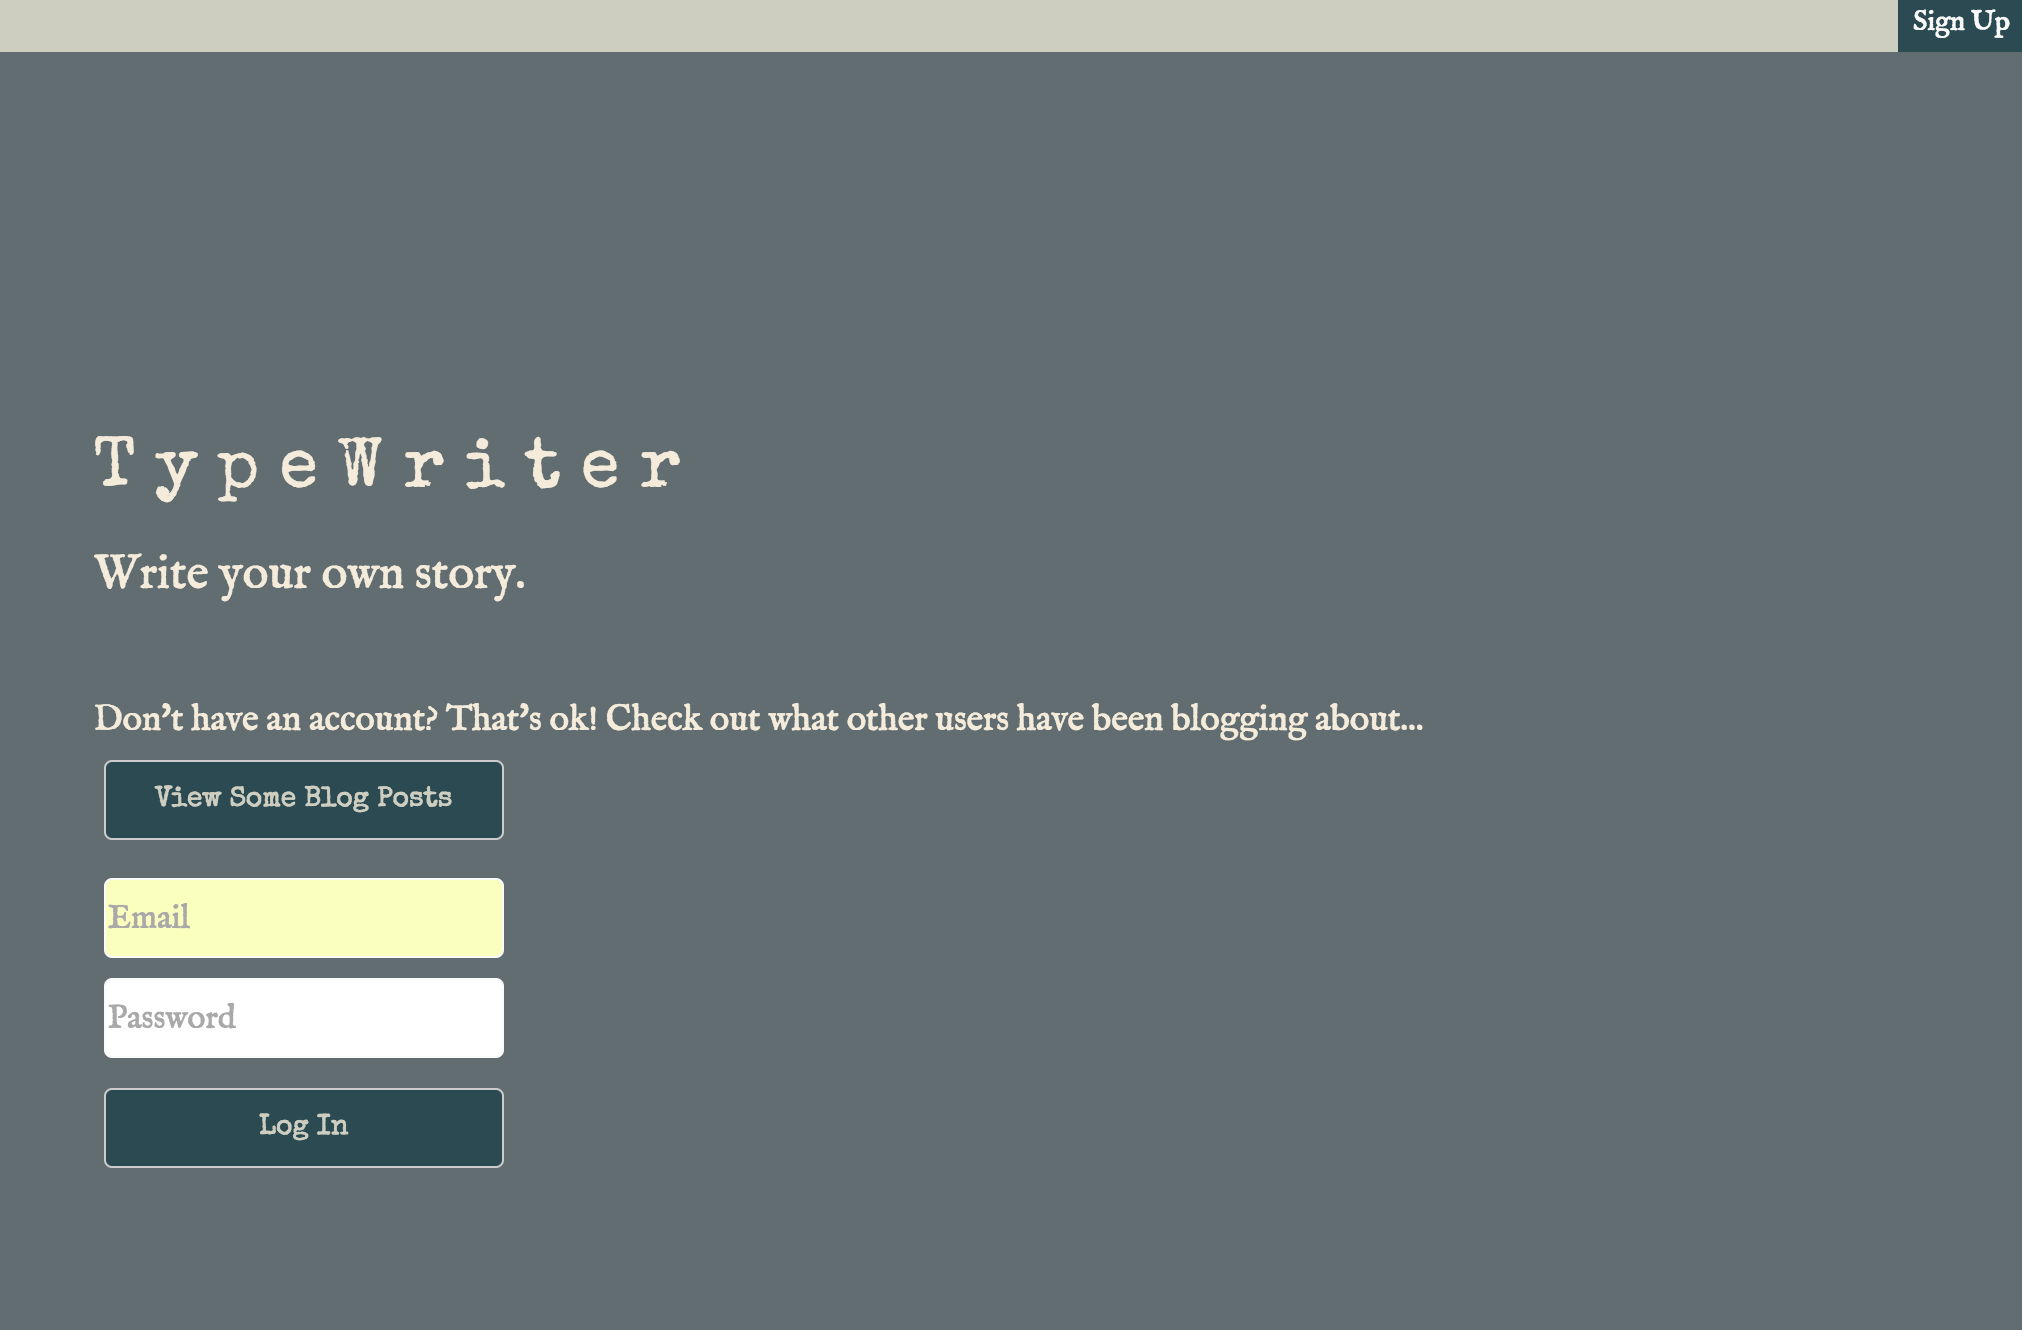 Sign Up
TypeWriter
Write your own story.
Don't have an account? That's ok! Check out what other users have been blogging about...
View Some Blog Posts
Email
Password
Log In